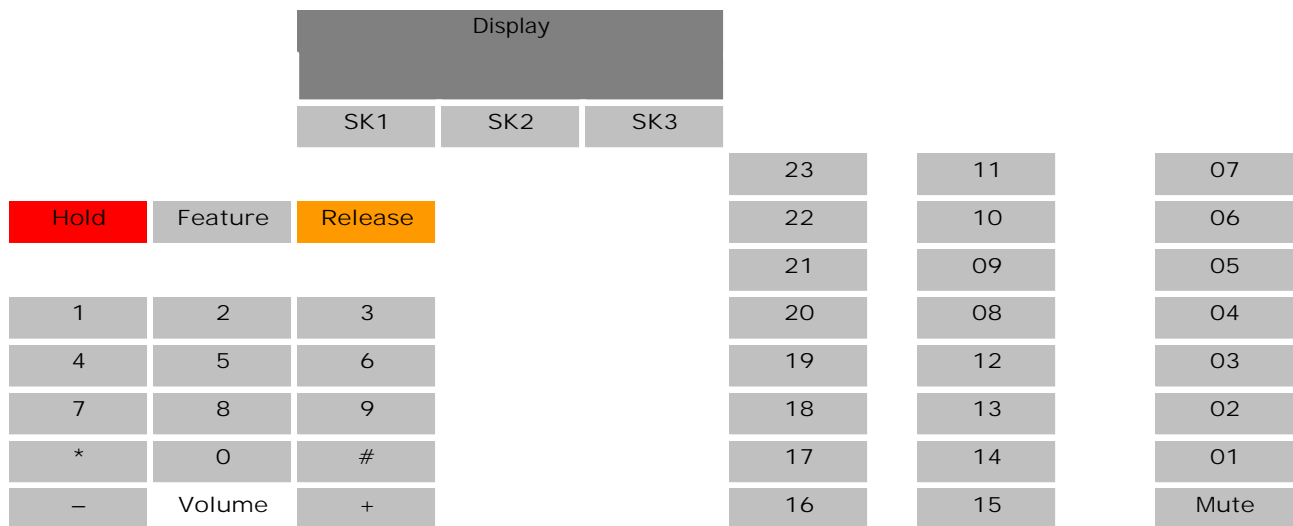 Display
SK1 SK2 SK3
23 11 07
Hold Feature Release 22 10 06
21 09 05
1 2 3 20 08 04
4 5 6 19 12 03
7 8 9 18 13 02
* 0 # 17 14 01
– Volume + 16 15 Mute